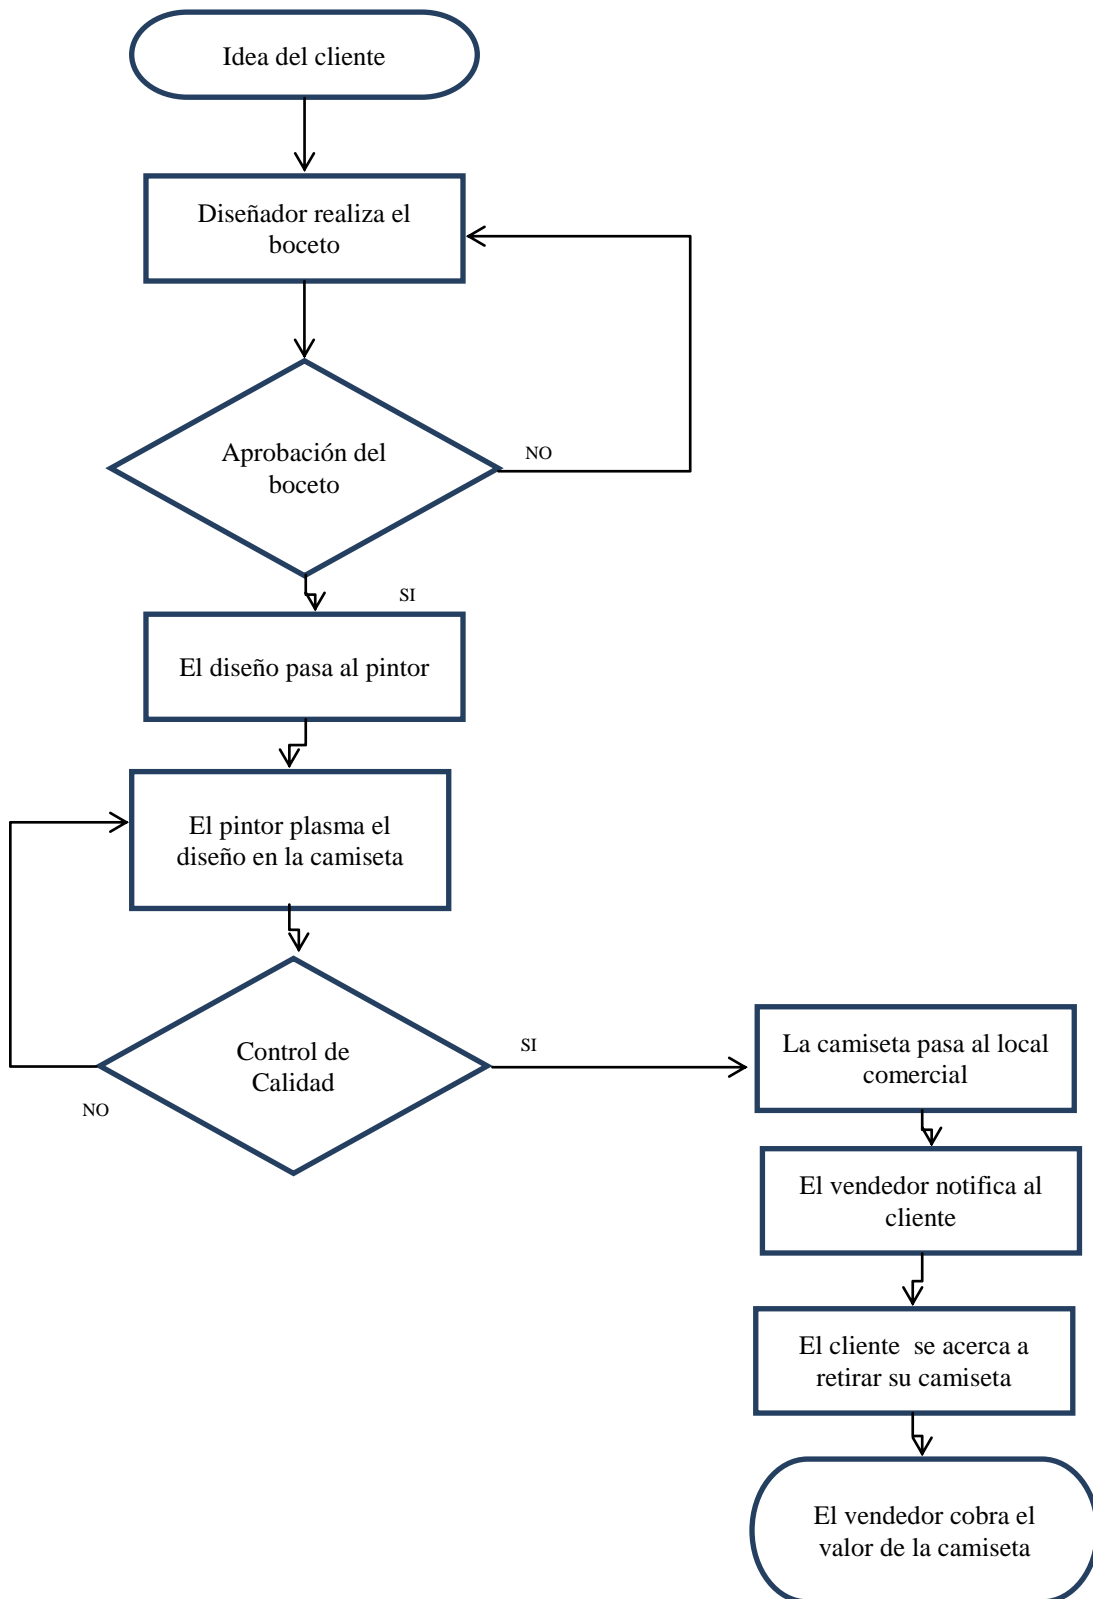 Idea del cliente
Diseñador realiza el
boceto
Aprobación del
boceto
NO
SI
El diseño pasa al pintor
El pintor plasma el
diseño en la camiseta
Control de
Calidad
NO
SI
La camiseta pasa al local
comercial
El vendedor notifica al
cliente
El cliente  se acerca a
retirar su camiseta
El vendedor cobra el
valor de la camiseta